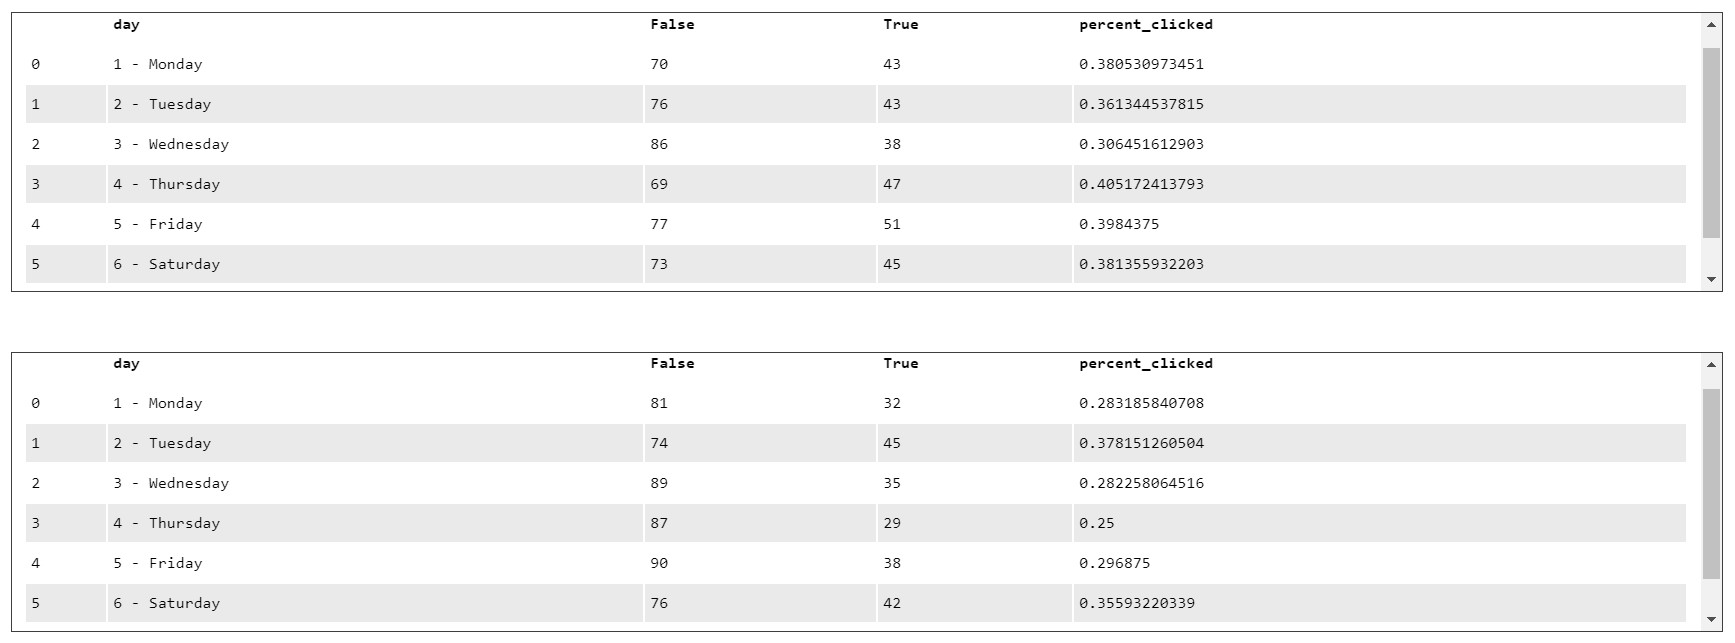 day False True percent_clicked
0 1 - Monday 70 43 0.380530973451
1 2 - Tuesday 76 43 0.361344537815
2 3 - Wednesday 86 38 0.306451612903
3 4 - Thursday 69 47 0.405172413793
4 5 - Friday 77 51 0.3984375
5 6 - Saturday 73 45 0.381355932203
day False True percent_clicked
0 1 - Monday 81 32 0.283185840708
1 2 - Tuesday 74 45 0.378151260504
2 3 - Wednesday 89 35 0.282258064516
3 4 - Thursday 87 29 0.25
4 5 - Friday 90 38 0.296875
5 6 - Saturday 76 42 0.35593220339